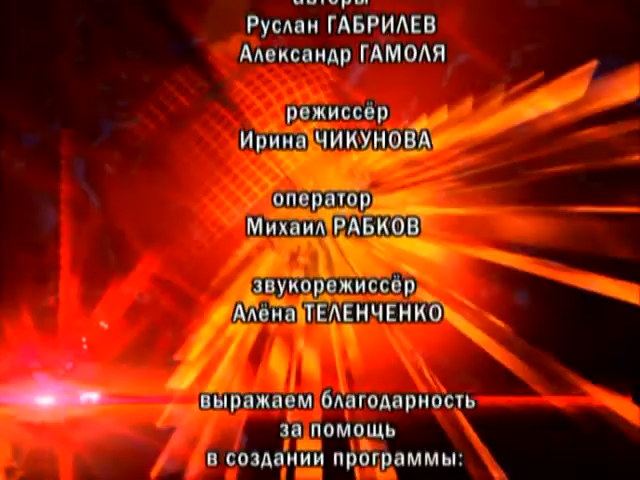 авторы
Руслан ГАБРИЛЕВ
Александр ГАМОЛЯ
режиссёр
Ирина ЧИКУНОВА
оператор
Михаил РАБКОВ
звукорежиссёр
Алёна ТЕЛЕНЧЕНКО
выражаем благодарность
за помощь
в создании программы: